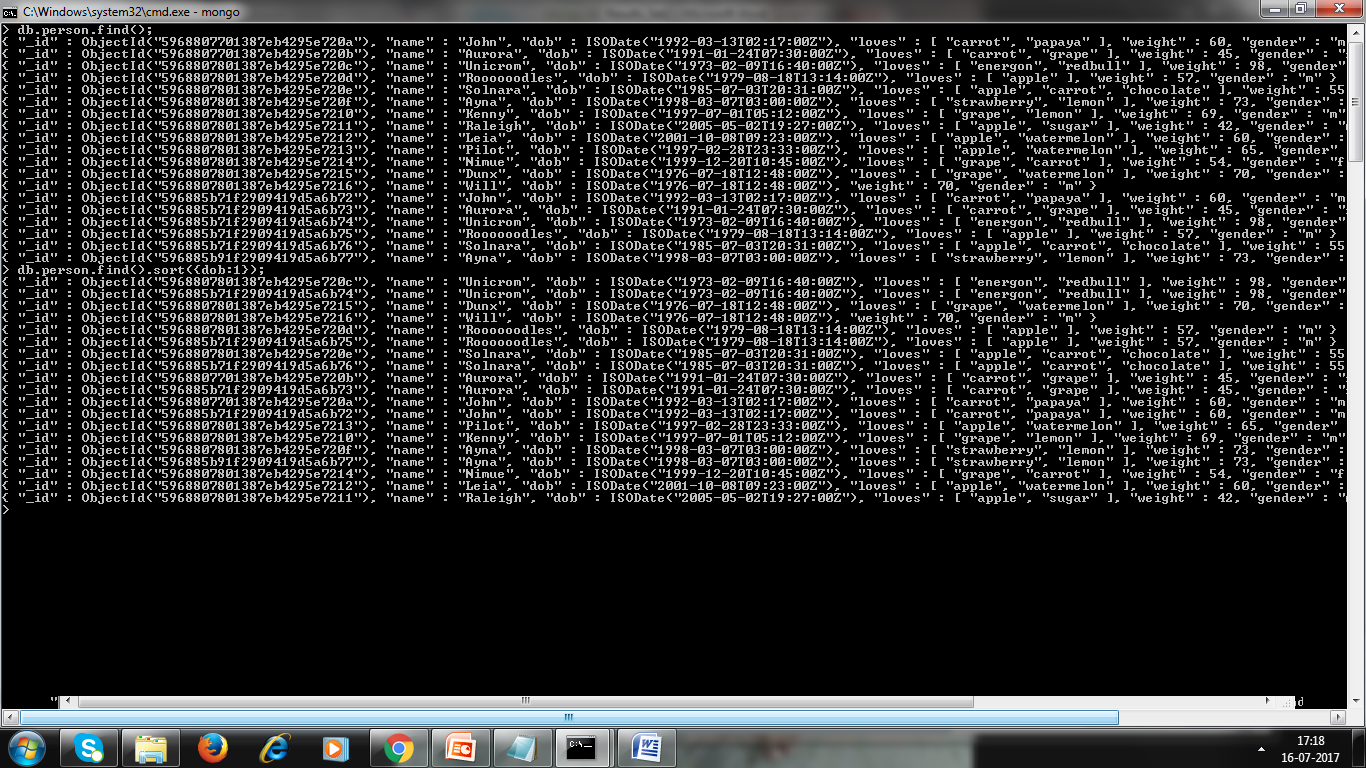 C:\Windows\system32\cmd.exe - mongo
> db.person.find();
{ "_id" : ObjectId("5968807701387eb4295e720a"), "name" : "John", "dob" : ISODate("1992-03-13T02:17:00Z"), "loves" : [ "carrot", "papaya" ], "weight" : 60, "gender" : "m
{ "_id" : ObjectId("5968807701387eb4295e720b"), "name" : "Aurora", "dob" : ISODate("1991-01-24T07:30:00Z"), "loves" : [ "carrot", "grape" ], "weight" : 45, "gender" :
{ "_id" : ObjectId("5968807801387eb4295e720c"), "name" : "Unicrom", "dob" : ISODate("1973-02-09T16:40:00Z"), "loves" : [ "energon", "redbull" ], "weight" : 98, "gender"
{ "_id" : ObjectId("5968807801387eb4295e720d"), "name" : "Roooooodles", "dob" : ISODate("1979-08-18T13:14:00Z"), "loves" : [ "apple" ], "weight" : 57, "gender" : "m" }
{ "_id" : ObjectId("5968807801387eb4295e720e"), "name" : "Solnara", "dob" : ISODate("1985-07-03T20:31:00Z"), "loves" : [ "apple", "carrot", "chocolate" ], "weight" : 55
{ "_id" : ObjectId("5968807801387eb4295e720f"), "name" : "Ayna", "dob" : ISODate("1998-03-07T03:00:00Z"), "loves" : [ "strawberry", "lemon" ], "weight" : 73, "gender" :
{ "_id" : ObjectId("5968807801387eb4295e7210"), "name" : "Kenny", "dob" : ISODate("1997-07-01T05:12:00Z"), "loves" : [ "grape", "lemon" ], "weight" : 69, "gender" : "m"
{ "_id" : ObjectId("5968807801387eb4295e7211"), "name" : "Raleigh", "dob" : ISODate("2005-05-02T19:27:00Z"), "loves" : [ "apple", "sugar" ], "weight" : 42, "gender" :
{ "_id" : ObjectId("5968807801387eb4295e7212"), "name" : "Leia", "dob" : ISODate("2001-10-08T09:23:00Z"), "loves" : [ "apple", "watermelon" ], "weight" : 60, "gender" :
{ "_id" : ObjectId("5968807801387eb4295e7213"), "name" : "Pilot", "dob" : ISODate("1997-02-28T23:33:00Z"), "loves" : [ "apple", "watermelon" ], "weight" : 65, "gender"
{ "_id" : ObjectId("5968807801387eb4295e7214"), "name" : "Nimue", "dob" : ISODate("1999-12-20T10:45:00Z"), "loves" : [ "grape", "carrot" ], "weight" : 54, "gender" : "f
{ "_id" : ObjectId("5968807801387eb4295e7215"), "name" : "Dunx", "dob" : ISODate("1976-07-18T12:48:00Z"), "loves" : [ "grape", "watermelon" ], "weight" : 70, "gender" :
{ "_id" : ObjectId("5968807801387eb4295e7216"), "name" : "Will", "dob" : ISODate("1976-07-18T12:48:00Z"), "weight" : 70, "gender" : "m" }
{ "_id" : ObjectId("596885b71f2909419d5a6b72"), "name" : "John", "dob" : ISODate("1992-03-13T02:17:00Z"), "loves" : [ "carrot", "papaya" ], "weight" : 60, "gender" : "m
{ "_id" : ObjectId("596885b71f2909419d5a6b73"), "name" : "Aurora", "dob" : ISODate("1991-01-24T07:30:00Z"), "loves" : [ "carrot", "grape" ], "weight" : 45, "gender" :
{ "_id" : ObjectId("596885b71f2909419d5a6b74"), "name" : "Unicrom", "dob" : ISODate("1973-02-09T16:40:00Z"), "loves" : [ "energon", "redbull" ], "weight" : 98, "gender"
{ "_id" : ObjectId("596885b71f2909419d5a6b75"), "name" : "Roooooodles", "dob" : ISODate("1979-08-18T13:14:00Z"), "loves" : [ "apple" ], "weight" : 57, "gender" : "m" }
{ "_id" : ObjectId("596885b71f2909419d5a6b76"), "name" : "Solnara", "dob" : ISODate("1985-07-03T20:31:00Z"), "loves" : [ "apple", "carrot", "chocolate" ], "weight" : 55
{ "_id" : ObjectId("596885b91f2909419d5a6b77"), "name" : "Ayna", "dob" : ISODate("1998-03-07T03:00:00Z"), "loves" : [ "strawberry", "lemon" ], "weight" : 73, "gender" :
> db.person.find().sort({dob:1});
{ "_id" : ObjectId("5968807801387eb4295e720c"), "name" : "Unicrom", "dob" : ISODate("1973-02-09T16:40:00Z"), "loves" : [ "energon", "redbull" ], "weight" : 98, "gender"
{ "_id" : ObjectId("596885b71f2909419d5a6b74"), "name" : "Unicrom", "dob" : ISODate("1973-02-09T16:40:00Z"), "loves" : [ "energon", "redbull" ], "weight" : 98, "gender"
{ "_id" : ObjectId("5968807801387eb4295e7215"), "name" : "Dunx", "dob" : ISODate("1976-07-18T12:48:00Z"), "loves" : [ "grape", "watermelon" ], "weight" : 70, "gender" :
{ "_id" : ObjectId("5968807801387eb4295e7216"), "name" : "Will", "dob" : ISODate("1976-07-18T12:48:00Z"), "weight" : 70, "gender" : "m" }
{ "_id" : ObjectId("5968807801387eb4295e720d"), "name" : "Roooooodles", "dob" : ISODate("1979-08-18T13:14:00Z"), "loves" : [ "apple" ], "weight" : 57, "gender" : "m" }
{ "_id" : ObjectId("596885b71f2909419d5a6b75"), "name" : "Roooooodles", "dob" : ISODate("1979-08-18T13:14:00Z"), "loves" : [ "apple" ], "weight" : 57, "gender" : "m" }
{ "_id" : ObjectId("5968807801387eb4295e720e"), "name" : "Solnara", "dob" : ISODate("1985-07-03T20:31:00Z"), "loves" : [ "apple", "carrot", "chocolate" ], "weight" : 55
{ "_id" : ObjectId("596885b71f2909419d5a6b76"), "name" : "Solnara", "dob" : ISODate("1985-07-03T20:31:00Z"), "loves" : [ "apple", "carrot", "chocolate" ], "weight" : 55
{ "_id" : ObjectId("5968807701387eb4295e720b"), "name" : "Aurora", "dob" : ISODate("1991-01-24T07:30:00Z"), "loves" : [ "carrot", "grape" ], "weight" : 45, "gender" :
{ "_id" : ObjectId("596885b71f2909419d5a6b73"), "name" : "Aurora", "dob" : ISODate("1991-01-24T07:30:00Z"), "loves" : [ "carrot", "grape" ], "weight" : 45, "gender" :
{ "_id" : ObjectId("5968807701387eb4295e720a"), "name" : "John", "dob" : ISODate("1992-03-13T02:17:00Z"), "loves" : [ "carrot", "papaya" ], "weight" : 60, "gender" : "m
{ "_id" : ObjectId("596885b71f2909419d5a6b72"), "name" : "John", "dob" : ISODate("1992-03-13T02:17:00Z"), "loves" : [ "carrot", "papaya" ], "weight" : 60, "gender" : "m
{ "_id" : ObjectId("5968807801387eb4295e7213"), "name" : "Pilot", "dob" : ISODate("1997-02-28T23:33:00Z"), "loves" : [ "apple", "watermelon" ], "weight" : 65, "gender"
{ "_id" : ObjectId("5968807801387eb4295e7210"), "name" : "Kenny", "dob" : ISODate("1997-07-01T05:12:00Z"), "loves" : [ "grape", "lemon" ], "weight" : 69, "gender" : "m"
{ "_id" : ObjectId("5968807801387eb4295e720f"), "name" : "Ayna", "dob" : ISODate("1998-03-07T03:00:00Z"), "loves" : [ "strawberry", "lemon" ], "weight" : 73, "gender" :
{ "_id" : ObjectId("596885b91f2909419d5a6b77"), "name" : "Ayna", "dob" : ISODate("1998-03-07T03:00:00Z"), "loves" : [ "strawberry", "lemon" ], "weight" : 73, "gender" :
{ "_id" : ObjectId("5968807801387eb4295e7214"), "name" : "Nimue", "dob" : ISODate("1999-12-20T10:45:00Z"), "loves" : [ "grape", "carrot" ], "weight" : 54, "gender" : "f
{ "_id" : ObjectId("5968807801387eb4295e7212"), "name" : "Leia", "dob" : ISODate("2001-10-08T09:23:00Z"), "loves" : [ "apple", "watermelon" ], "weight" : 60, "gender" :
{ "_id" : ObjectId("5968807801387eb4295e7211"), "name" : "Raleigh", "dob" : ISODate("2005-05-02T19:27:00Z"), "loves" : [ "apple", "sugar" ], "weight" : 42, "gender" :
>
17:18
16-07-2017